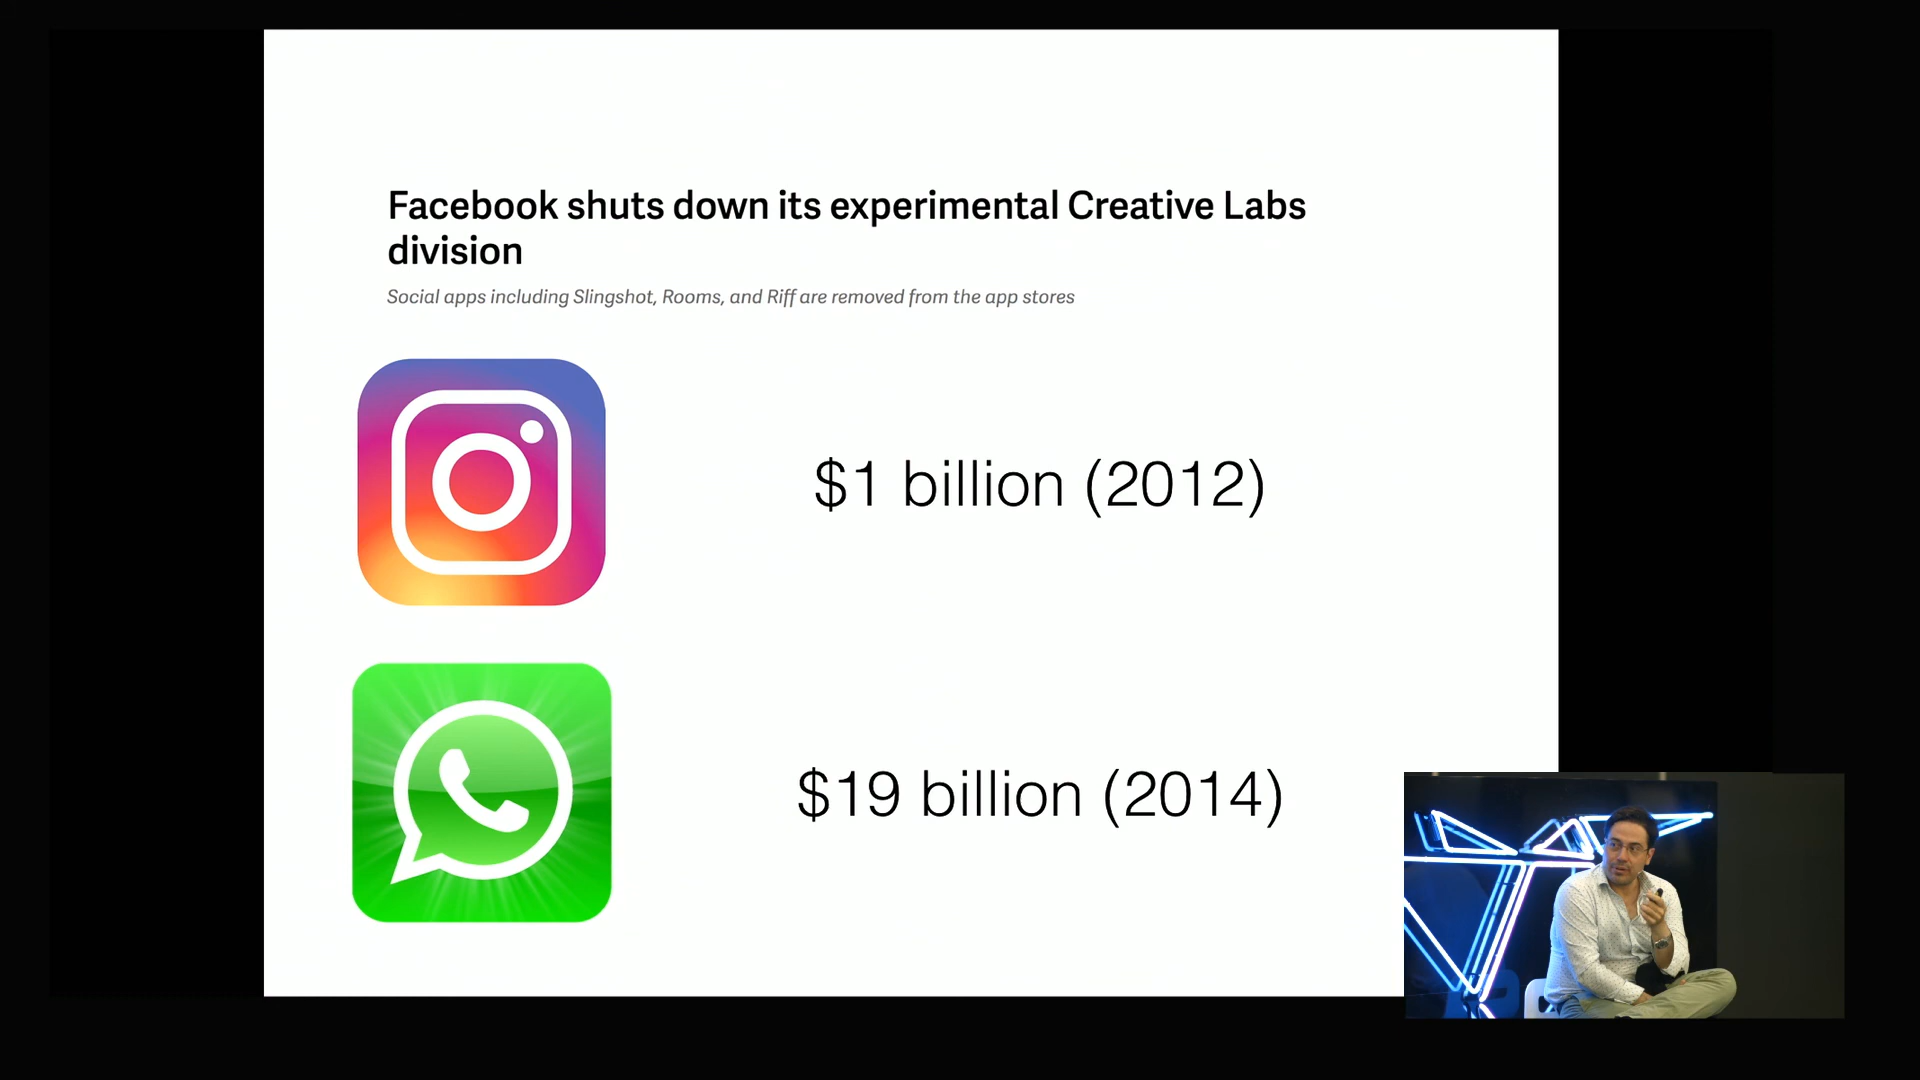 Facebook shuts down its experimental Creative Labs
division
Social apps including Slingshot, Rooms, and Riff are removed from the app stores
$1 billion (2012)
$19 billion (2014)